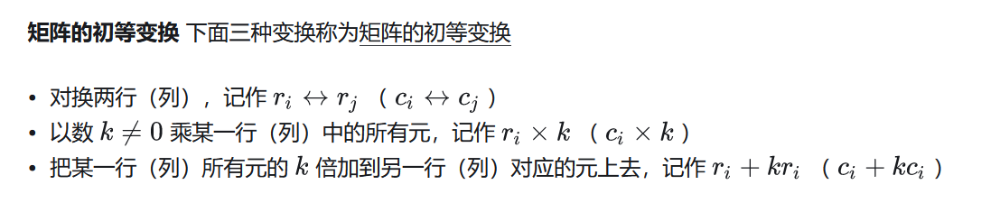 矩阵的初等变换 下面三种变换称为矩阵的初等变换
• 对换两行（列），记作 $r_i \leftrightarrow r_j$ （ $c_i \leftrightarrow c_j$ ）
• 以数 $k \neq 0$ 乘某一行（列）中的所有元，记作 $r_i \times k$ （ $c_i \times k$ ）
• 把某一行（列）所有元的 $k$ 倍加到另一行（列）对应的元上去，记作 $r_i + kr_i$ （ $c_i + kc_i$ ）